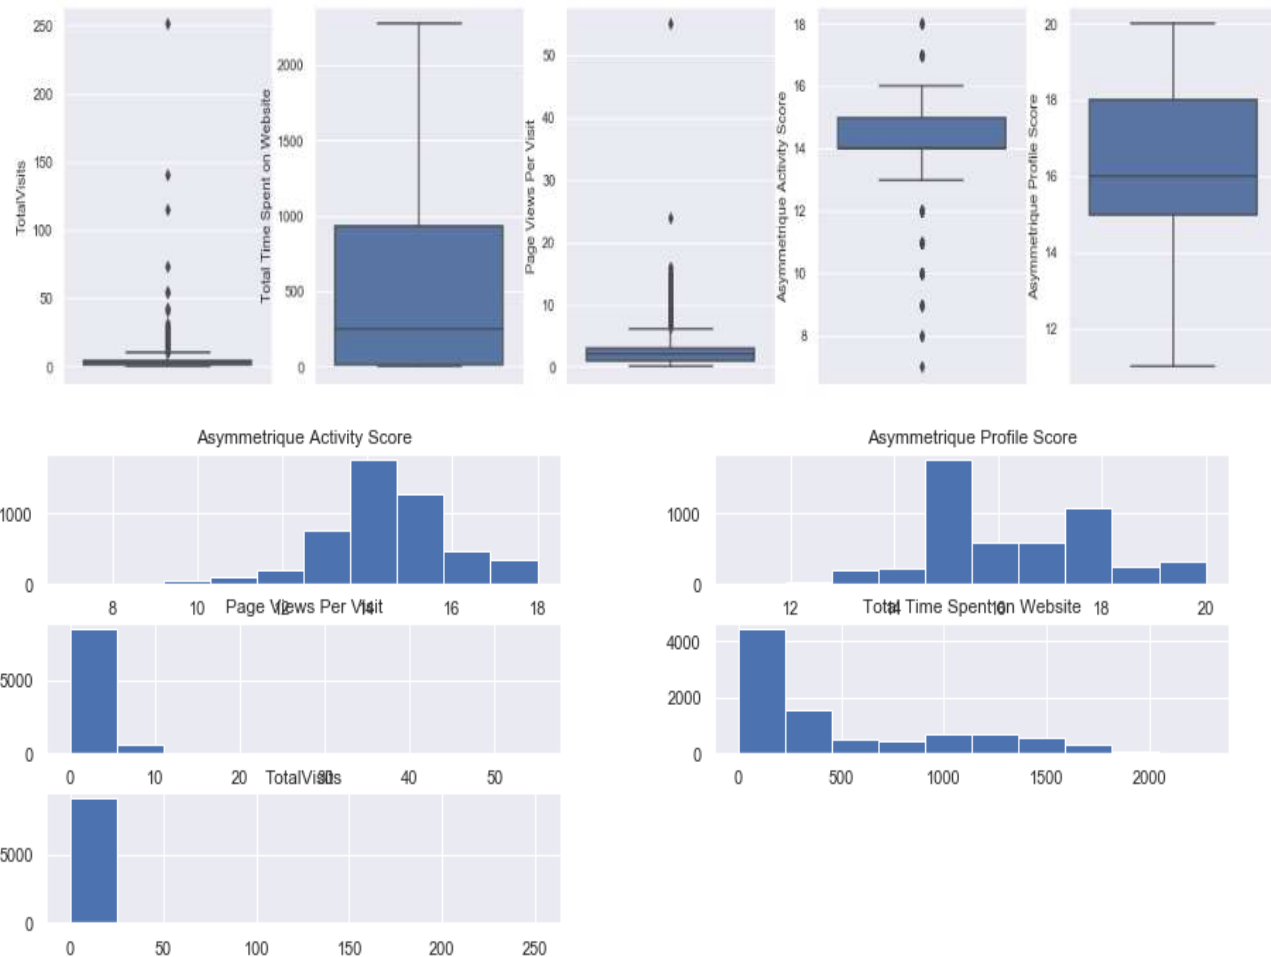 TotalVisits
250
200
150
100
50
0
Total Time Spent on Website
2000
1500
1000
500
0
Page Views Per Visit
50
40
30
20
10
0
Asymmetrique Activity Score
18
16
14
12
10
8
Asymmetrique Profile Score
20
18
16
14
12
Asymmetrique Activity Score
1000
0
8 10 12 14 16 18
Asymmetrique Profile Score
1000
0
12 14 16 18 20
Page Views Per Visit
5000
0
0 10 20 30 40 50
Total Time Spent on Website
4000
2000
0
0 500 1000 1500 2000
TotalVisits
5000
0
0 50 100 150 200 250